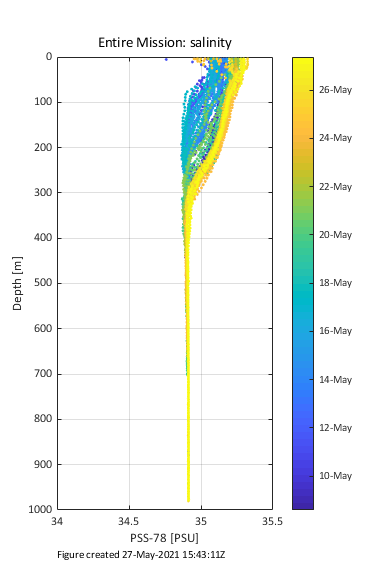 Entire Mission: salinity
0
100
200
300
400
500
600
700
800
900
1000
Depth [m]
34
34.5
35
35.5
PSS-78 [PSU]
Figure created 27-May-2021 15:43:11Z
26-May
24-May
22-May
20-May
18-May
16-May
14-May
12-May
10-May